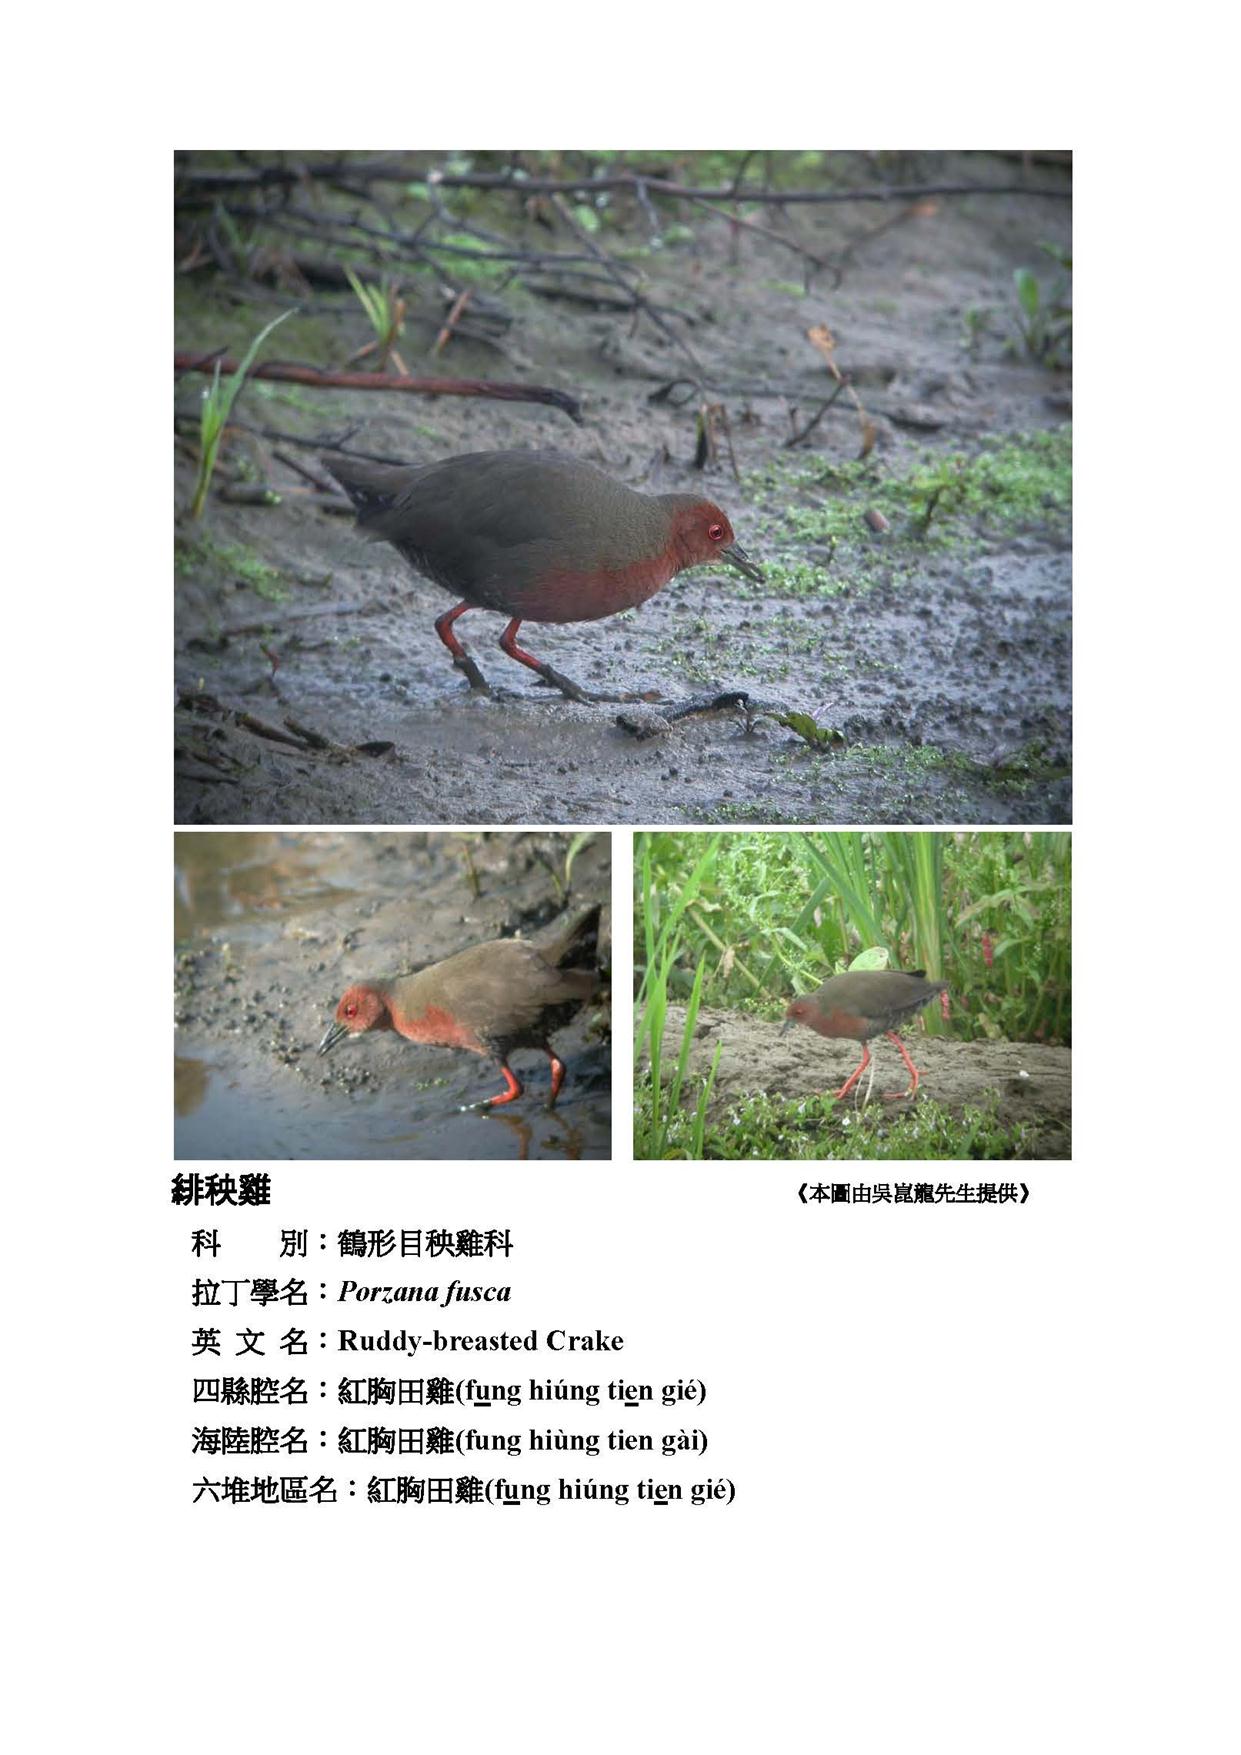 緋秧雞 《本圖由吳崑龍先生提供》
科　　別：鶴形目秧雞科
拉丁學名：Porzana fusca
英 文 名：Ruddy-breasted Crake
四縣腔名：紅胸田雞(fung hiúng tien gié)
海陸腔名：紅胸田雞(fung hiùng tien gài)
六堆地區名：紅胸田雞(fung hiúng tien gié)